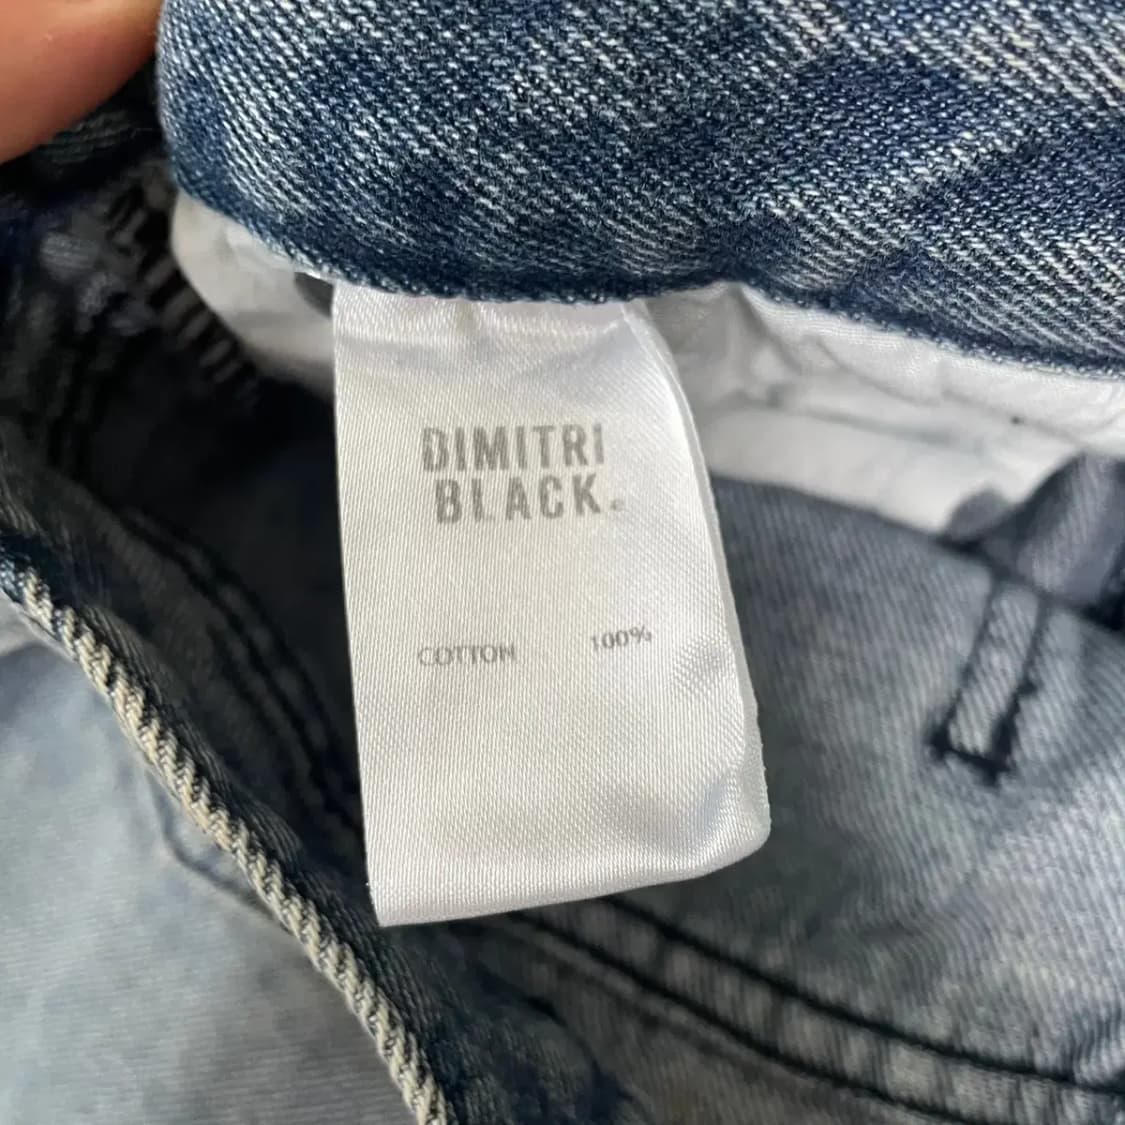 DIMITRI
BLACK.
COTTON 100%